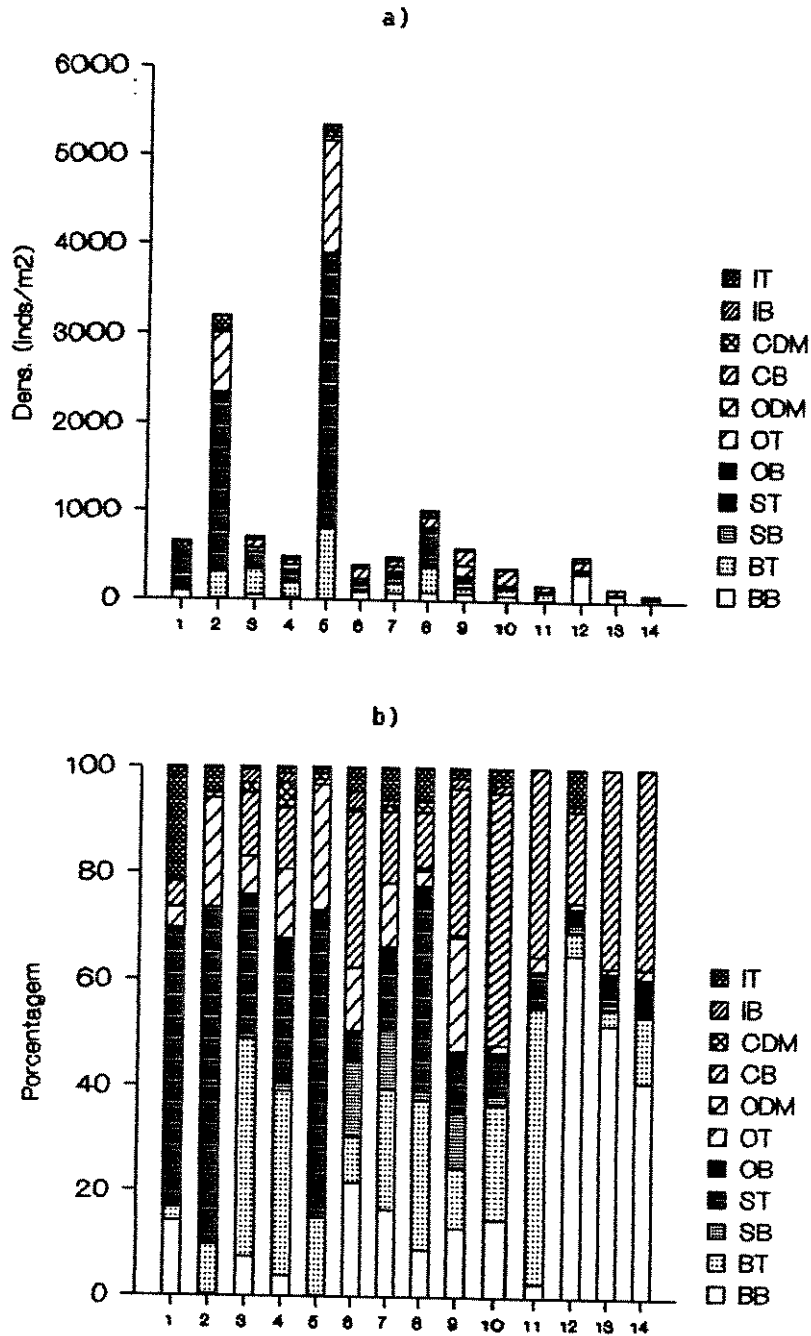 a)
6000
5000
4000
3000
2000
1000
0
Dens. (Inds/m2)
1 2 3 4 5 6 7 8 9 10 11 12 13 14
IT
IB
CDM
CB
ODM
OT
OB
ST
SB
BT
BB
b)
100
80
60
40
20
0
Porcentagem
1 2 3 4 5 6 7 8 9 10 11 12 13 14
IT
IB
CDM
CB
ODM
OT
OB
ST
SB
BT
BB